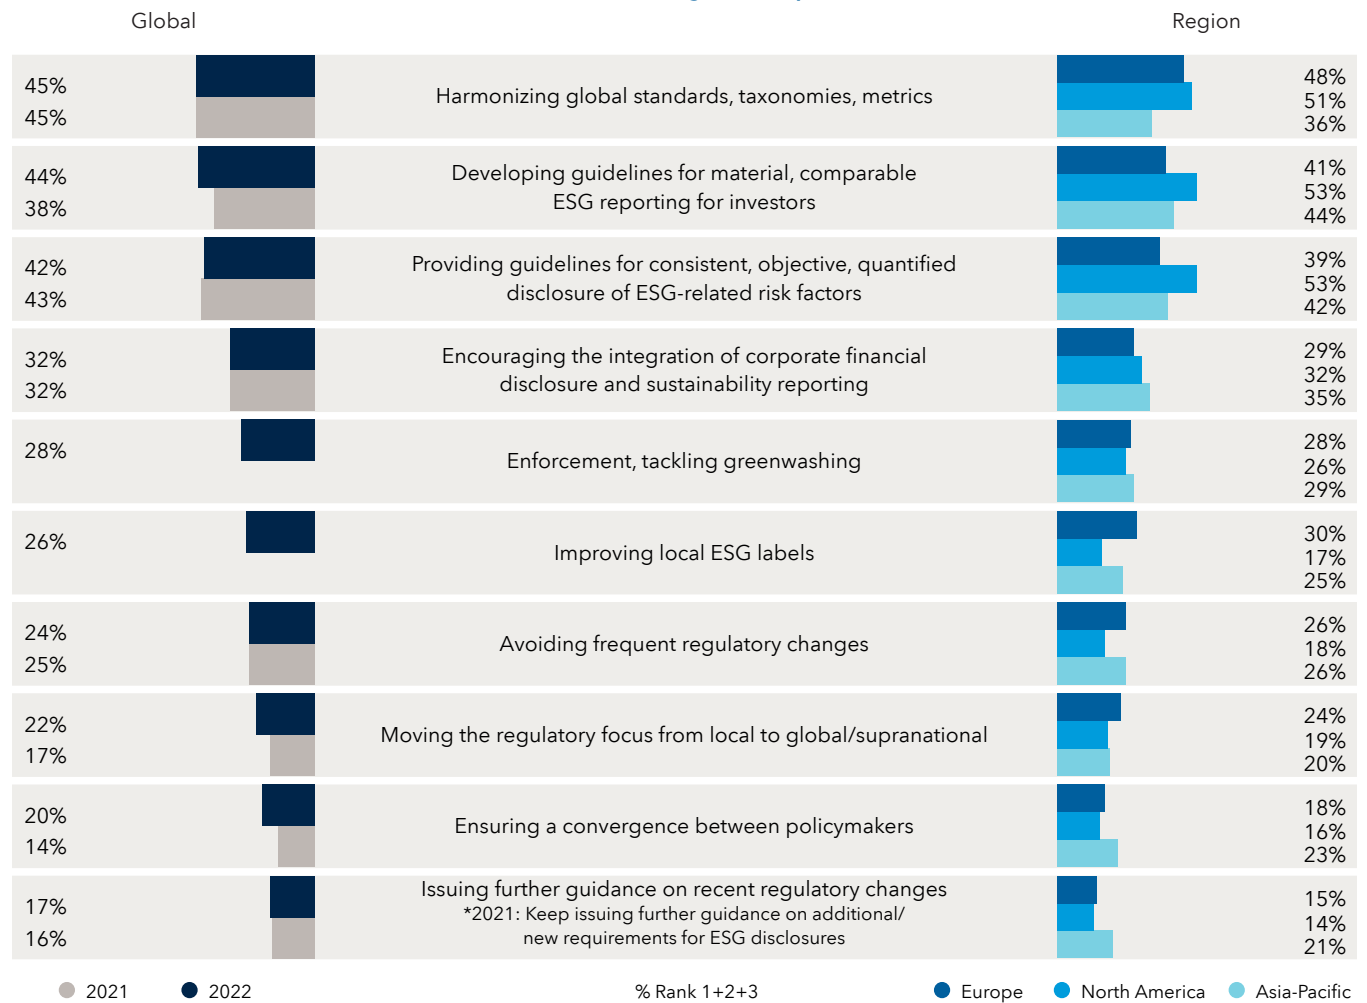 Global
Region
45%
45%
Harmonizing global standards, taxonomies, metrics
48%
51%
36%
44%
38%
Developing guidelines for material, comparable
ESG reporting for investors
41%
53%
44%
42%
43%
Providing guidelines for consistent, objective, quantified
disclosure of ESG-related risk factors
39%
53%
42%
32%
32%
Encouraging the integration of corporate financial
disclosure and sustainability reporting
29%
32%
35%
28%
Enforcement, tackling greenwashing
28%
26%
29%
26%
Improving local ESG labels
30%
17%
25%
24%
25%
Avoiding frequent regulatory changes
26%
18%
26%
22%
17%
Moving the regulatory focus from local to global/supranational
24%
19%
20%
20%
14%
Ensuring a convergence between policymakers
18%
16%
23%
17%
16%
Issuing further guidance on recent regulatory changes
*2021: Keep issuing further guidance on additional/
new requirements for ESG disclosures
15%
14%
21%
2021
2022
% Rank 1+2+3
Europe
North America
Asia-Pacific